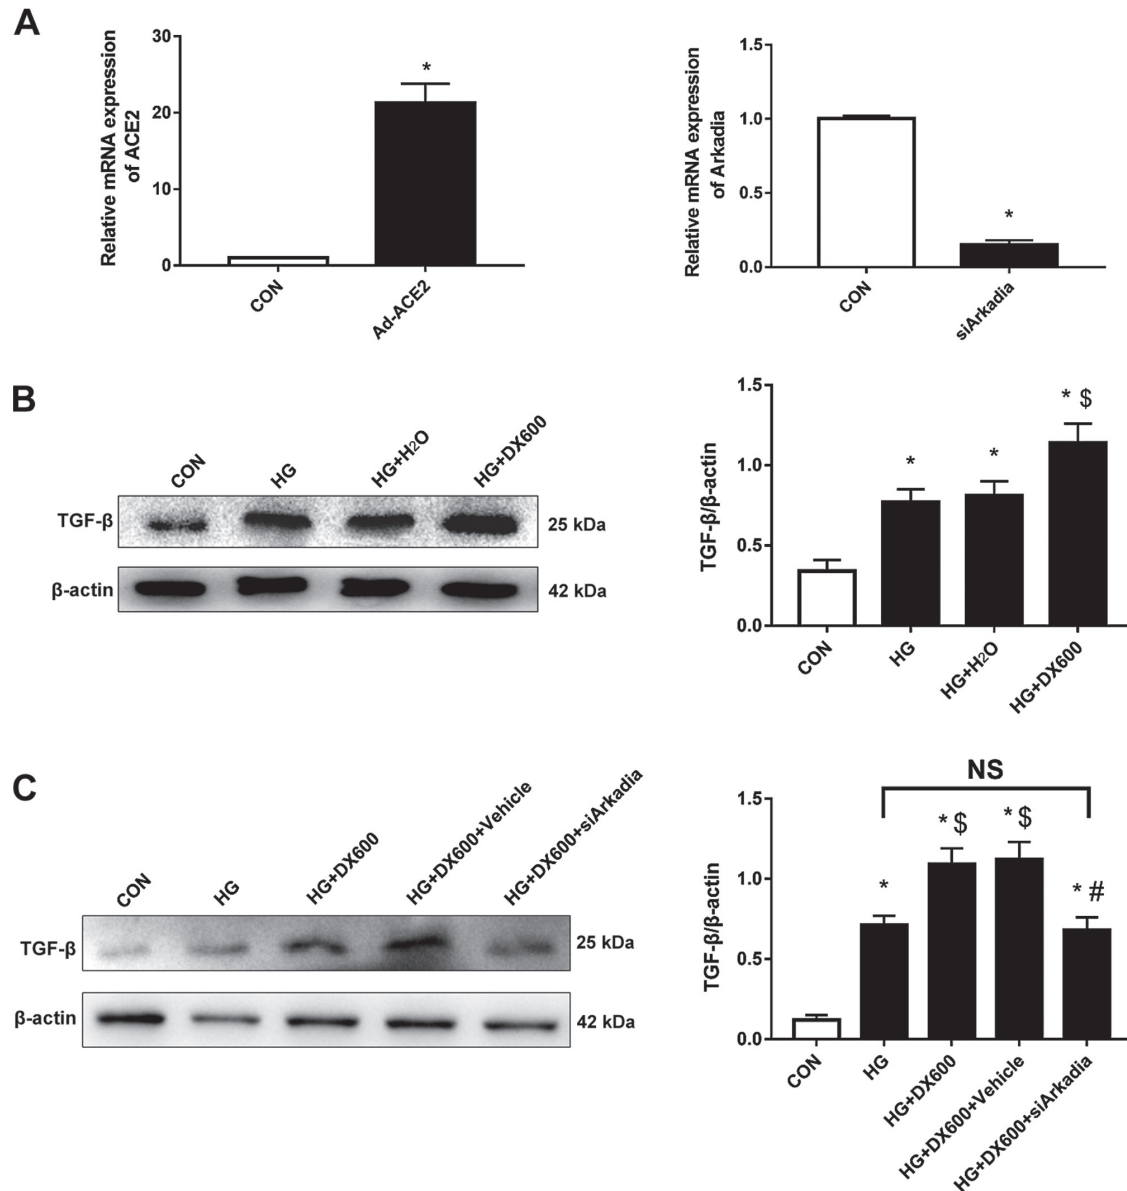 A
Relative mRNA expression
of ACE2
30
20
10
0
*
CON
Ad-ACE2
Relative mRNA expression
of Arkadia
1.5
1.0
0.5
0.0
*
CON
siArkadia
B
CON
HG
HG+H2O
HG+DX600
TGF-β
25 kDa
β-actin
42 kDa
TGF-β/β-actin
1.5
1.0
0.5
0.0
*
*
* $
CON
HG
HG+H2O
HG+DX600
C
CON
HG
HG+DX600
HG+DX600+Vehicle
HG+DX600+siArkadia
TGF-β
25 kDa
β-actin
42 kDa
NS
TGF-β/β-actin
1.5
1.0
0.5
0.0
*
* $
* $
* #
CON
HG
HG+DX600
HG+DX600+Vehicle
HG+DX600+siArkadia